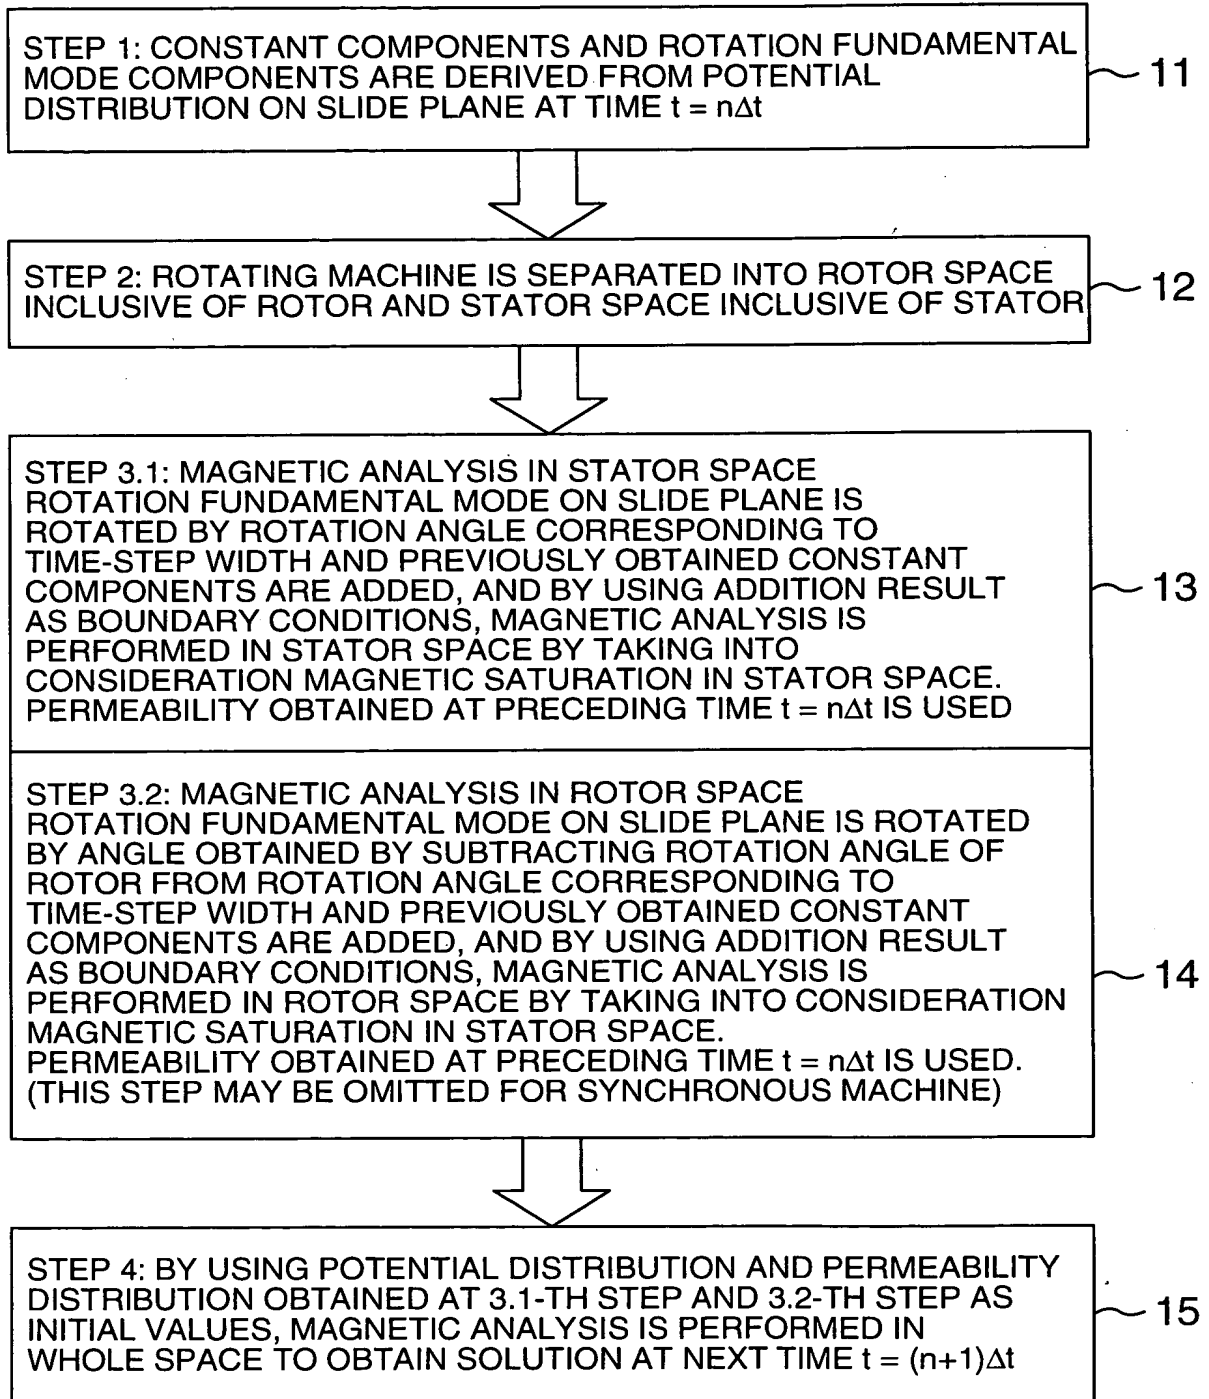 STEP 1: CONSTANT COMPONENTS AND ROTATION FUNDAMENTAL
MODE COMPONENTS ARE DERIVED FROM POTENTIAL
DISTRIBUTION ON SLIDE PLANE AT TIME t = nΔt
11
STEP 2: ROTATING MACHINE IS SEPARATED INTO ROTOR SPACE
INCLUSIVE OF ROTOR AND STATOR SPACE INCLUSIVE OF STATOR
12
STEP 3.1: MAGNETIC ANALYSIS IN STATOR SPACE
ROTATION FUNDAMENTAL MODE ON SLIDE PLANE IS
ROTATED BY ROTATION ANGLE CORRESPONDING TO
TIME-STEP WIDTH AND PREVIOUSLY OBTAINED CONSTANT
COMPONENTS ARE ADDED, AND BY USING ADDITION RESULT
AS BOUNDARY CONDITIONS, MAGNETIC ANALYSIS IS
PERFORMED IN STATOR SPACE BY TAKING INTO
CONSIDERATION MAGNETIC SATURATION IN STATOR SPACE.
PERMEABILITY OBTAINED AT PRECEDING TIME t = nΔt IS USED
13
STEP 3.2: MAGNETIC ANALYSIS IN ROTOR SPACE
ROTATION FUNDAMENTAL MODE ON SLIDE PLANE IS ROTATED
BY ANGLE OBTAINED BY SUBTRACTING ROTATION ANGLE OF
ROTOR FROM ROTATION ANGLE CORRESPONDING TO
TIME-STEP WIDTH AND PREVIOUSLY OBTAINED CONSTANT
COMPONENTS ARE ADDED, AND BY USING ADDITION RESULT
AS BOUNDARY CONDITIONS, MAGNETIC ANALYSIS IS
PERFORMED IN ROTOR SPACE BY TAKING INTO CONSIDERATION
MAGNETIC SATURATION IN STATOR SPACE.
PERMEABILITY OBTAINED AT PRECEDING TIME t = nΔt IS USED.
(THIS STEP MAY BE OMITTED FOR SYNCHRONOUS MACHINE)
14
STEP 4: BY USING POTENTIAL DISTRIBUTION AND PERMEABILITY
DISTRIBUTION OBTAINED AT 3.1-TH STEP AND 3.2-TH STEP AS
INITIAL VALUES, MAGNETIC ANALYSIS IS PERFORMED IN
WHOLE SPACE TO OBTAIN SOLUTION AT NEXT TIME t = (n+1)Δt
15